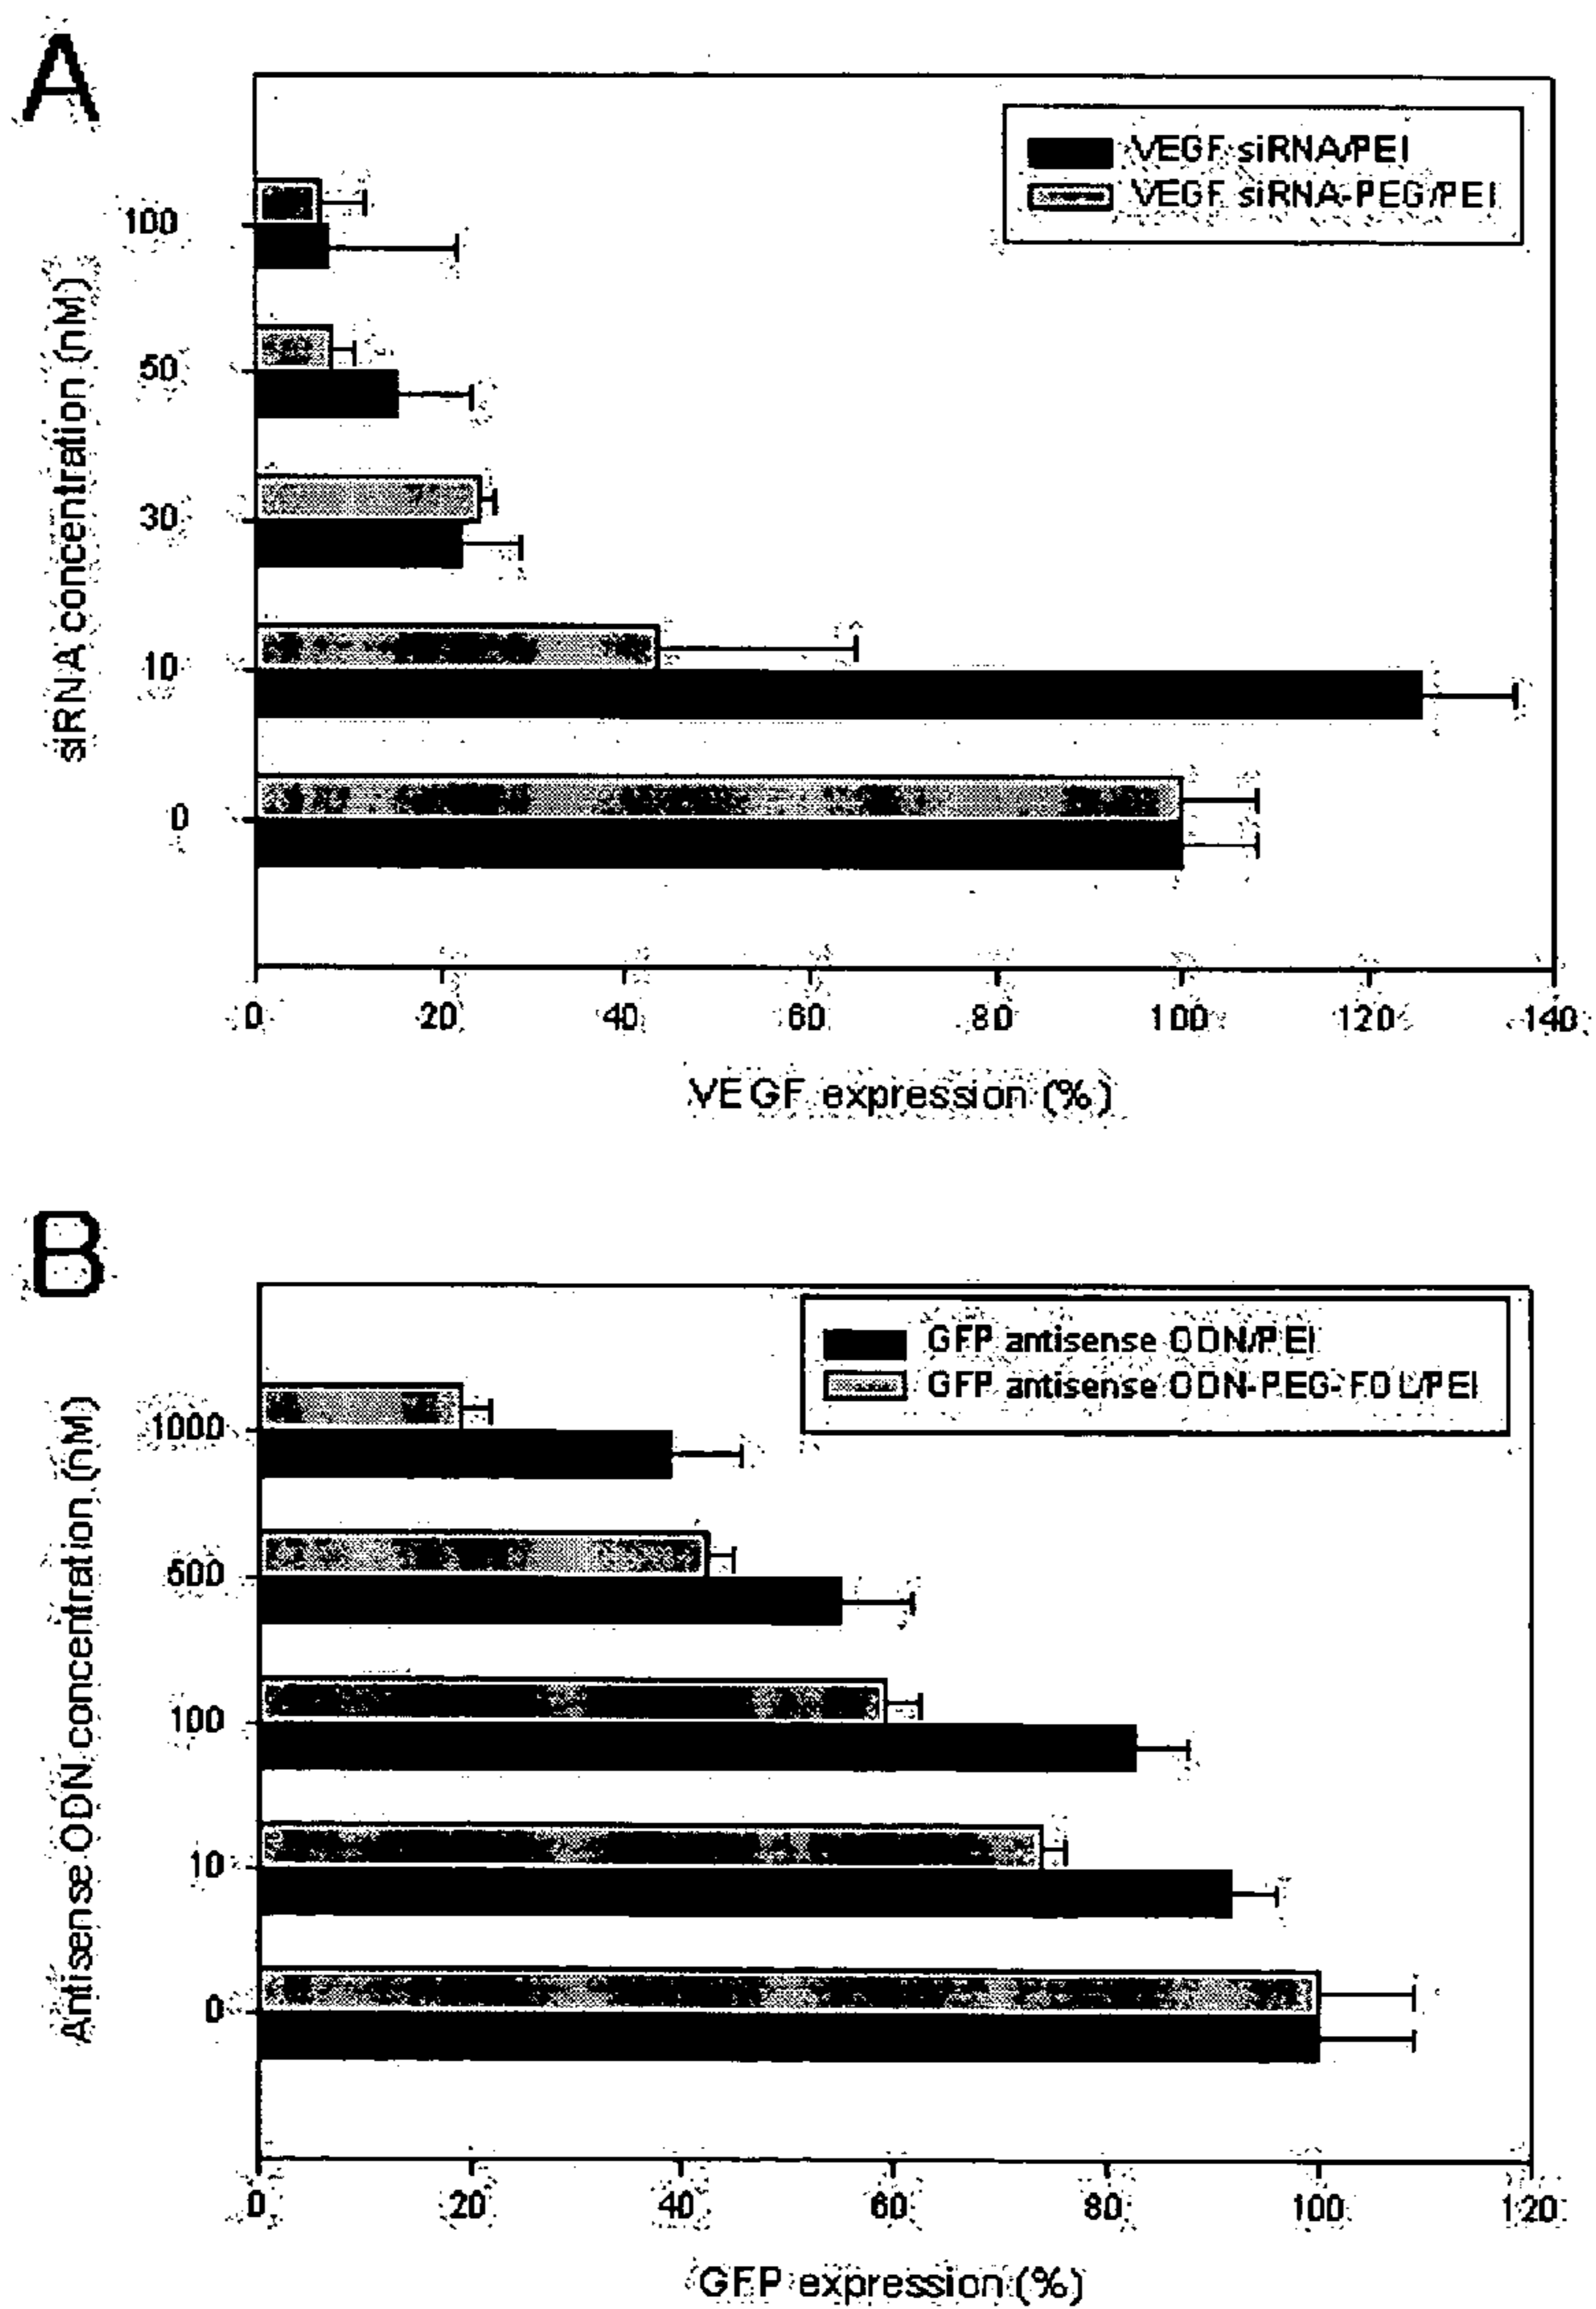 A
VEGF siRNA/PEI
VEGF siRNA-PEG/PEI
siRNA concentration (nM)
100
50
30
10
0
0 20 40 60 80 100 120 140
VEGF expression (%)
B
GFP antisense ODN/PEI
GFP antisense ODN-PEG-FOL/PEI
Antisense ODN concentration (nM)
1000
500
100
10
0
0 20 40 60 80 100 120
GFP expression (%)